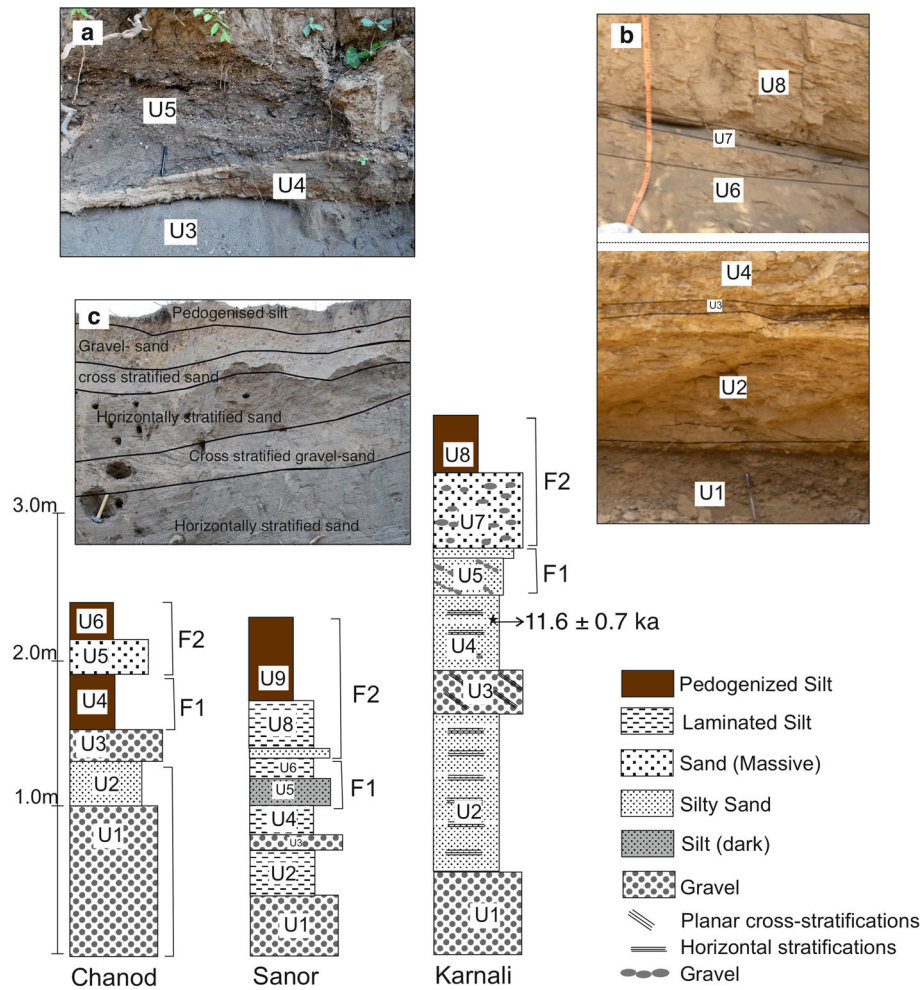 a
U5
U4
U3
b
U8
U7
U6
U4
U3
U2
U1
c
Pedogenised silt
Gravel- sand
cross stratified sand
Horizontally stratified sand
Cross stratified gravel-sand
Horizontally stratified sand
3.0m
2.0m
1.0m
U6
U5
U4
U3
U2
U1
F2
F1
Chanod
U9
U8
U6
U5
U4
U3
U2
U1
F2
F1
Sanor
U8
U7
U5
U4
U3
U2
U1
F2
F1
11.6 ± 0.7 ka
Karnali
Pedogenized Silt
Laminated Silt
Sand (Massive)
Silty Sand
Silt (dark)
Gravel
Planar cross-stratifications
Horizontal stratifications
Gravel